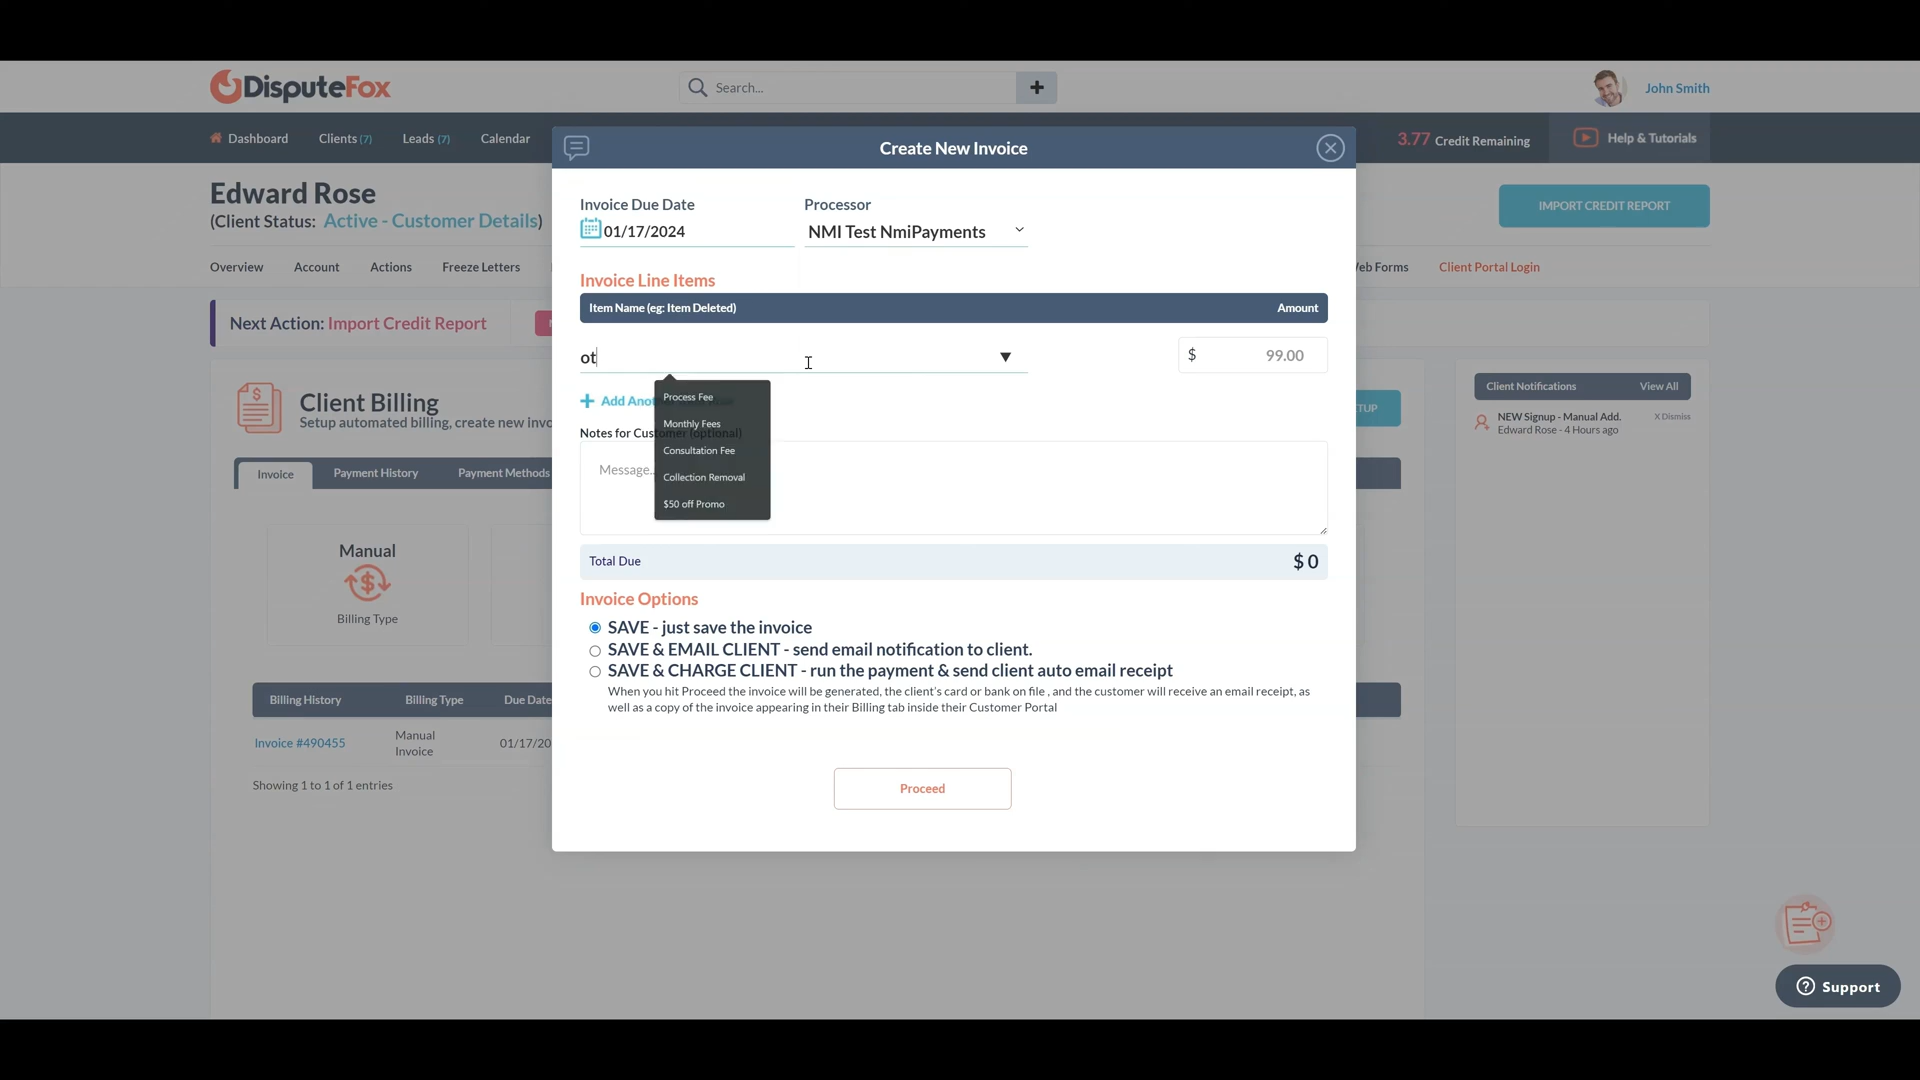 DisputeFox
Search...
John Smith
Dashboard
Clients (7)
Leads (7)
Calendar
3.77 Credit Remaining
Help & Tutorials
Create New Invoice
Edward Rose
(Client Status: Active - Customer Details)
IMPORT CREDIT REPORT
Overview
Account
Actions
Freeze Letters
eb Forms
Client Portal Login
Next Action: Import Credit Report
Invoice Due Date
Processor
01/17/2024
NMI Test NmiPayments
Invoice Line Items
Item Name (eg: Item Deleted)
Amount
ot
$
99.00
Process Fee
Monthly Fees
Consultation Fee
Collection Removal
$50 off Promo
Add Anot
Notes for Customer (optional)
Message..
Total Due
$ 0
Invoice Options
SAVE - just save the invoice
SAVE & EMAIL CLIENT - send email notification to client.
SAVE & CHARGE CLIENT - run the payment & send client auto email receipt
When you hit Proceed the invoice will be generated, the client's card or bank on file , and the customer will receive an email receipt, as
well as a copy of the invoice appearing in their Billing tab inside their Customer Portal
Proceed
Client Billing
Setup automated billing, create new invo
TUP
Invoice
Payment History
Payment Methods
Manual
Billing Type
Billing History
Billing Type
Due Date
Invoice #490455
Manual
Invoice
01/17/20
Showing 1 to 1 of 1 entries
Client Notifications
View All
NEW Signup - Manual Add.
X Dismiss
Edward Rose - 4 Hours ago
Support